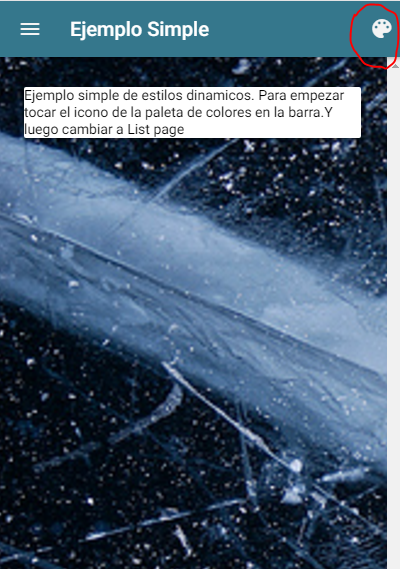 Ejemplo Simple
Ejemplo simple de estilos dinamicos. Para empezar
tocar el icono de la paleta de colores en la barra.Y
luego cambiar a List page